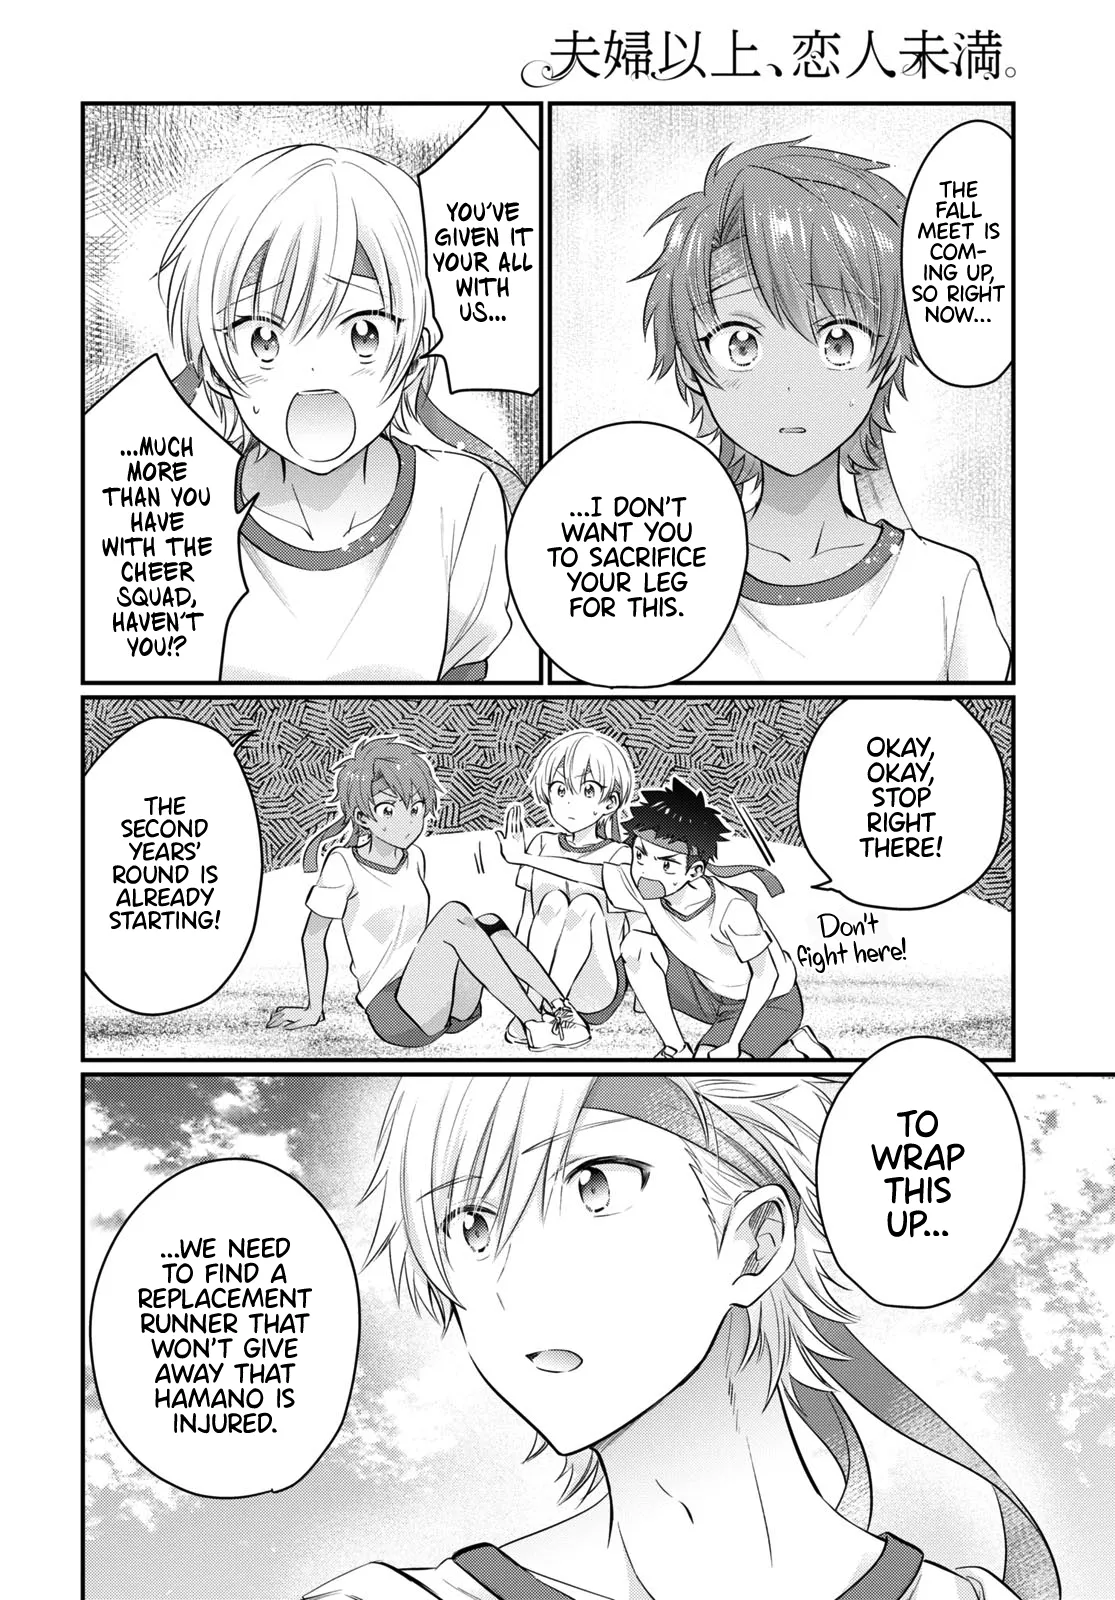 夫婦以上、恋人未満。
THE
FALL
MEET IS
COM-
ING UP,
SO RIGHT
NOW...
...I DON'T
WANT YOU
TO SACRIFICE
YOUR LEG
FOR THIS.
YOU'VE
GIVEN IT
YOUR ALL
WITH
US...
...MUCH
MORE
THAN YOU
HAVE
WITH THE
CHEER
SQUAD,
HAVEN'T
YOU!?
OKAY,
OKAY,
STOP
RIGHT
THERE!
Don't
fight here!
THE
SECOND
YEARS'
ROUND IS
ALREADY
STARTING!
TO
WRAP
THIS
UP...
...WE NEED
TO FIND A
REPLACEMENT
RUNNER THAT
WON'T GIVE
AWAY THAT
HAMANO IS
INJURED.